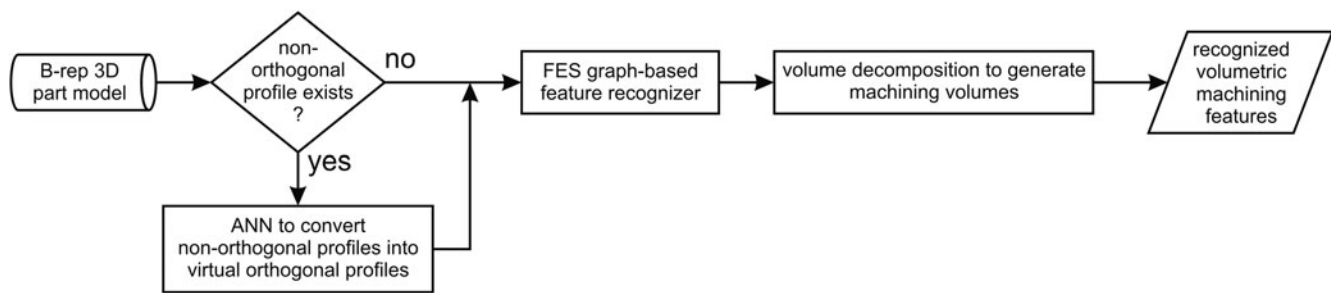 B-rep 3D
part model
non-
orthogonal
profile exists
?
no
yes
ANN to convert
non-orthogonal profiles into
virtual orthogonal profiles
FES graph-based
feature recognizer
volume decomposition to generate
machining volumes
recognized
volumetric
machining
features